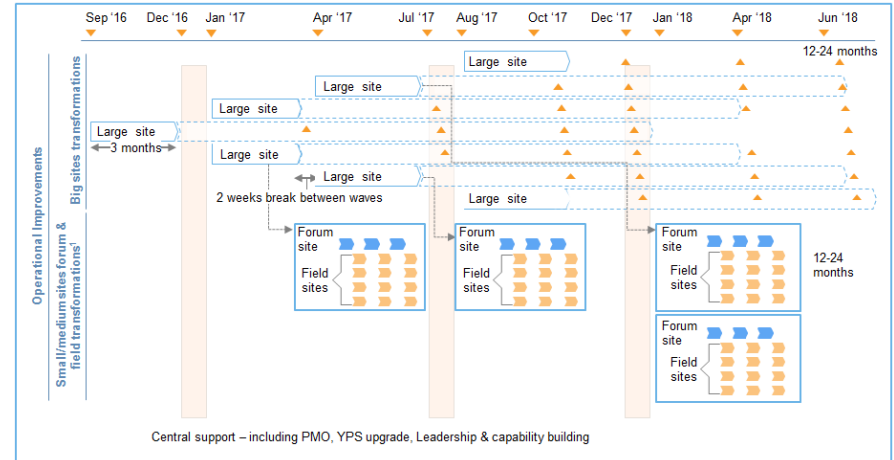 Sep ‘16 Dec ‘16 Jan ‘17 Apr ‘17 Jul ‘17 Aug ‘17 Oct ‘17 Dec ‘17 Jan ‘18 Apr ‘18 Jun ‘18
12-24 months
Operational Improvements
Big sites transformations
Large site
Large site
Large site
Large site
3 months
Large site
Large site
2 weeks break between waves
Large site
Small/medium sites forum &
field transformations¹
Forum
site
Field
sites
Forum
site
Field
sites
Forum
site
Field
sites
12-24
months
Forum
site
Field
sites
Central support – including PMO, YPS upgrade, Leadership & capability building